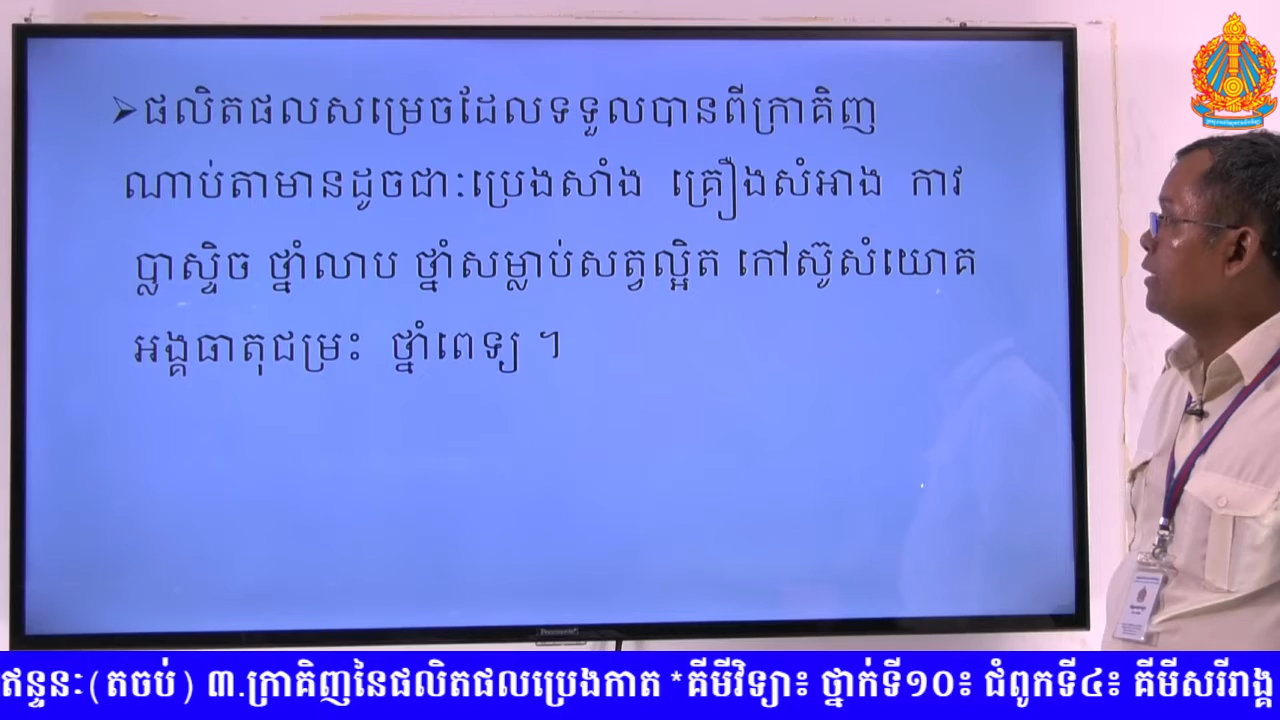 ➢ផលិតផលសម្រេចដែលទទួលបានពីក្រាគិញ
ណាប់តាមានដូចជាៈប្រេងសាំង គ្រឿងសំអាង កាវ
ប្លាស្ទិច ថ្នាំលាប ថ្នាំសម្លាប់សត្វល្អិត កៅស៊ូសំយោគ
អង្គធាតុជម្រះ ថ្នាំពេទ្យ ។
ឥន្ទនៈ(តចប់) ៣.ក្រាគិញនៃផលិតផលប្រេងកាត *គីមីវិទ្យា៖ ថ្នាក់ទី១០៖ ជំពូកទី៤៖ គីមីសរីរាង្គ